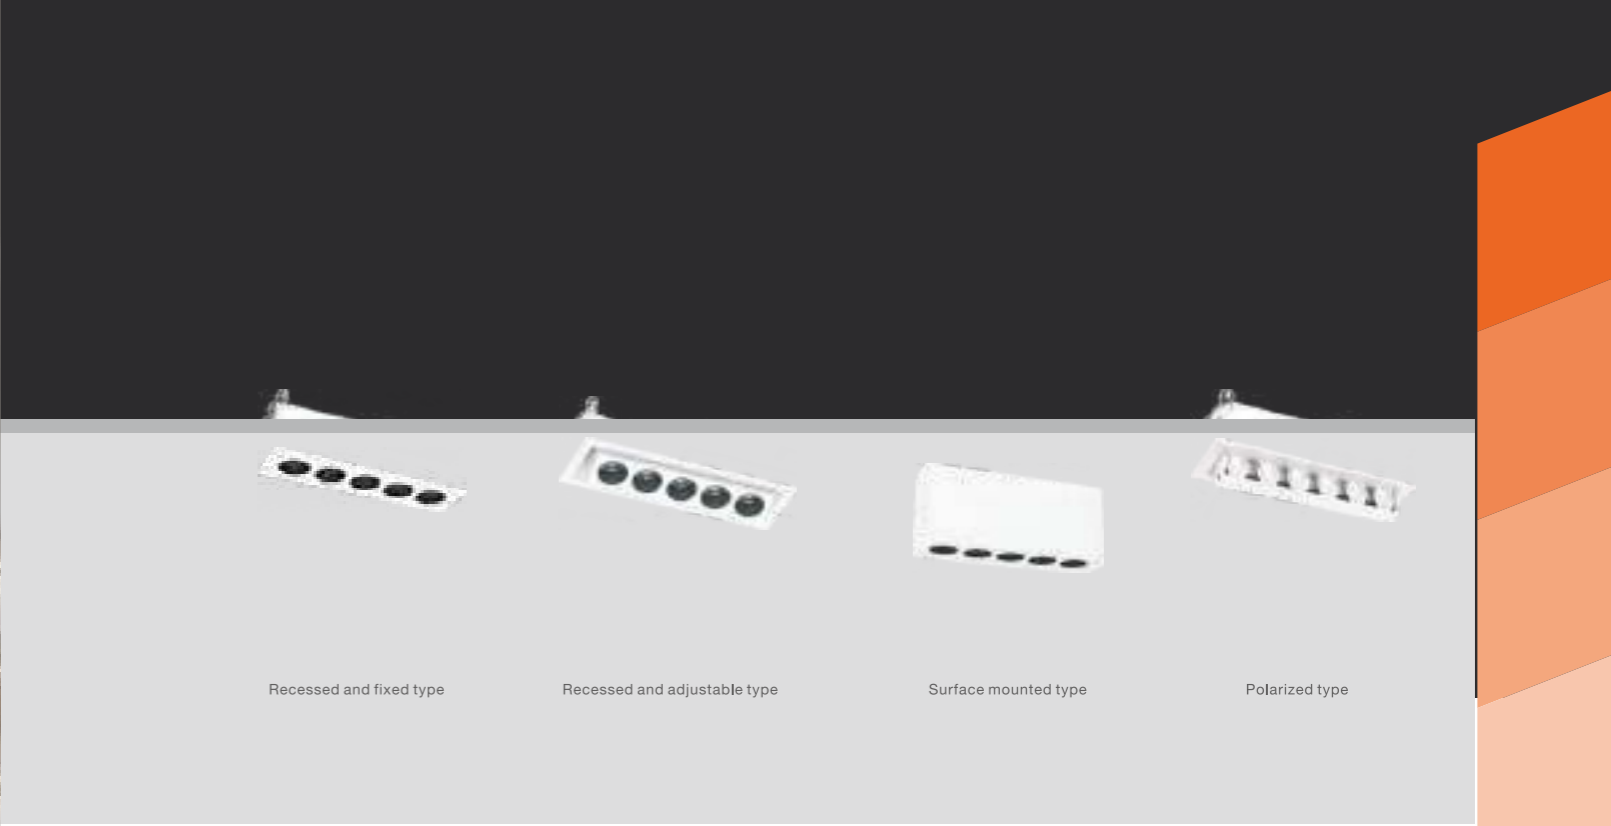 Recessed and fixed type
Recessed and adjustable type
Surface mounted type
Polarized type